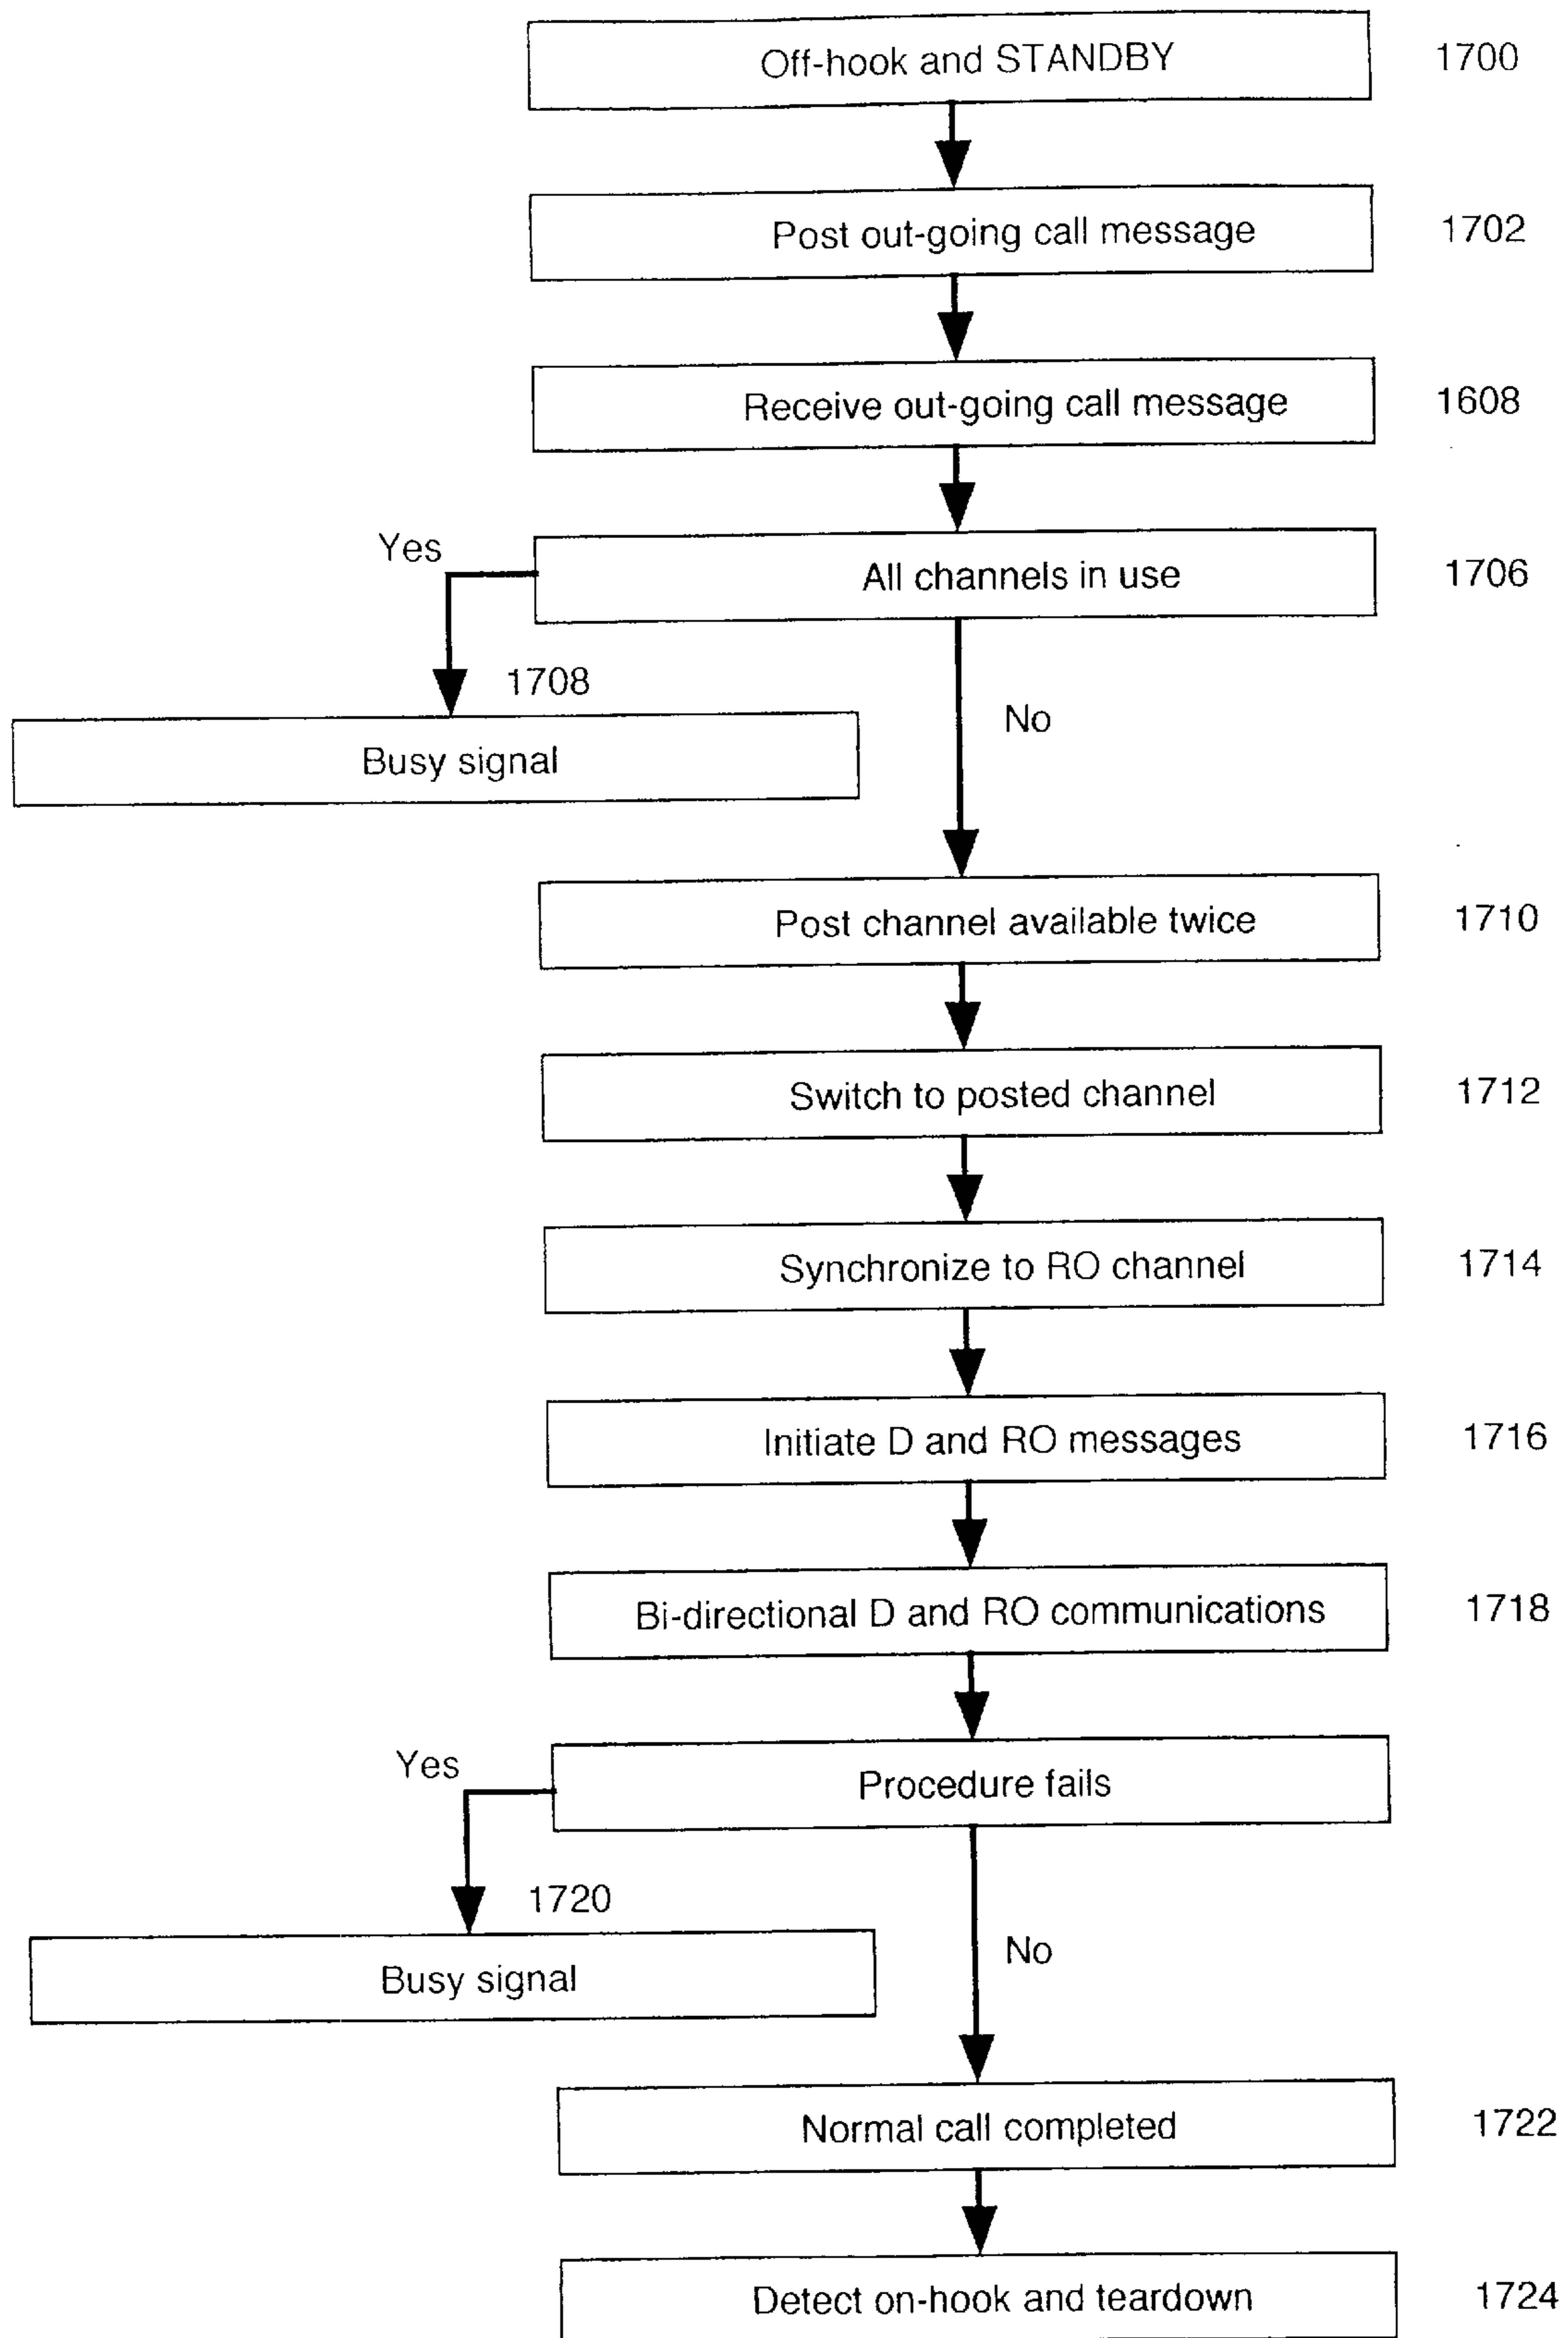 Off-hook and STANDBY 1700
Post out-going call message 1702
Receive out-going call message 1608
Yes
All channels in use 1706
1708
No
Busy signal
Post channel available twice 1710
Switch to posted channel 1712
Synchronize to RO channel 1714
Initiate D and RO messages 1716
Bi-directional D and RO communications 1718
Yes
Procedure fails
1720
No
Busy signal
Normal call completed 1722
Detect on-hook and teardown 1724